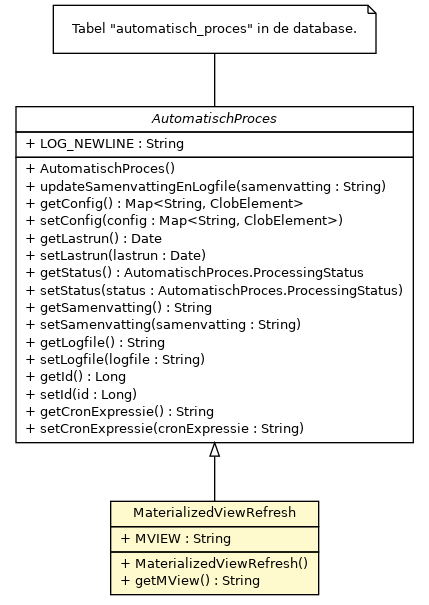 Tabel "automatisch_proces" in de database.
AutomatischProces
+ LOG_NEWLINE : String
+ AutomatischProces()
+ updateSamenvattingEnLogfile(samenvatting : String)
+ getConfig() : Map<String, ClobElement>
+ setConfig(config : Map<String, ClobElement>)
+ getLastrun() : Date
+ setLastrun(lastrun : Date)
+ getStatus() : AutomatischProces.ProcessingStatus
+ setStatus(status : AutomatischProces.ProcessingStatus)
+ getSamenvatting() : String
+ setSamenvatting(samenvatting : String)
+ getLogfile() : String
+ setLogfile(logfile : String)
+ getId() : Long
+ setId(id : Long)
+ getCronExpressie() : String
+ setCronExpressie(cronExpressie : String)
MaterializedViewRefresh
+ MVIEW : String
+ MaterializedViewRefresh()
+ getMView() : String